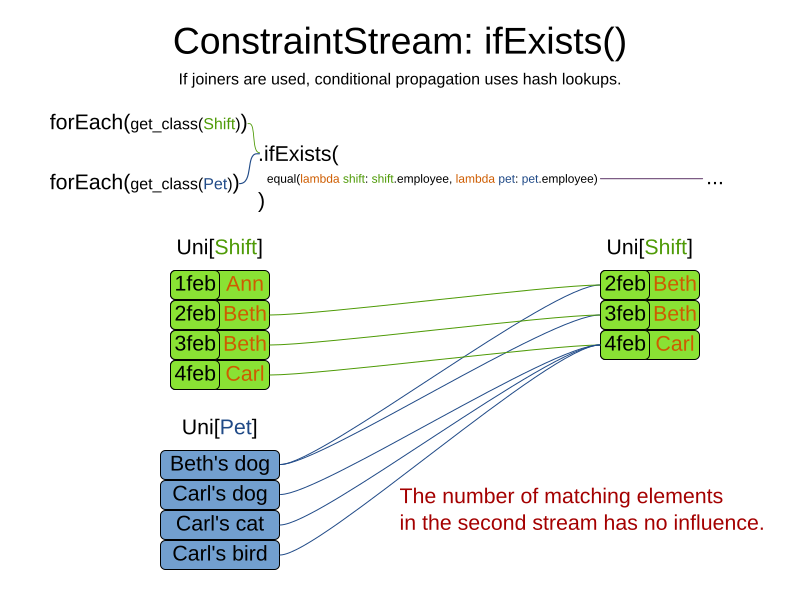 ConstraintStream: ifExists()
If joiners are used, conditional propagation uses hash lookups.
forEach(get_class(Shift))
.ifExists(
forEach(get_class(Pet))
equal(lambda shift: shift.employee, lambda pet: pet.employee)
...
)
Uni[Shift]
1feb Ann
2feb Beth
3feb Beth
4feb Carl
Uni[Shift]
2feb Beth
3feb Beth
4feb Carl
Uni[Pet]
Beth's dog
Carl's dog
Carl's cat
Carl's bird
The number of matching elements
in the second stream has no influence.